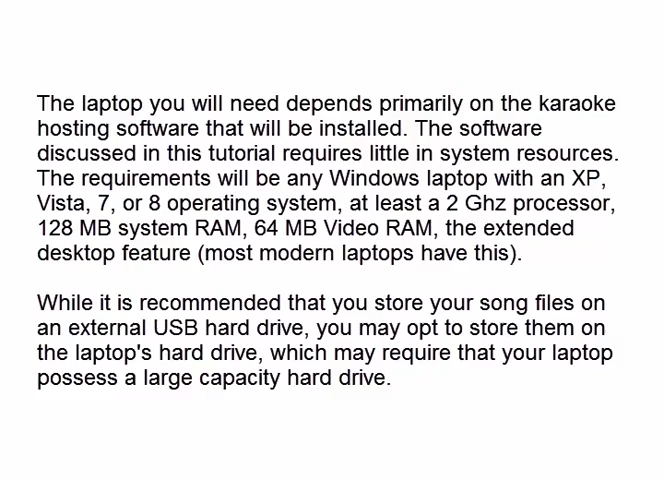 The laptop you will need depends primarily on the karaoke
hosting software that will be installed. The software
discussed in this tutorial requires little in system resources.
The requirements will be any Windows laptop with an XP,
Vista, 7, or 8 operating system, at least a 2 Ghz processor,
128 MB system RAM, 64 MB Video RAM, the extended
desktop feature (most modern laptops have this).
While it is recommended that you store your song files on
an external USB hard drive, you may opt to store them on
the laptop's hard drive, which may require that your laptop
possess a large capacity hard drive.